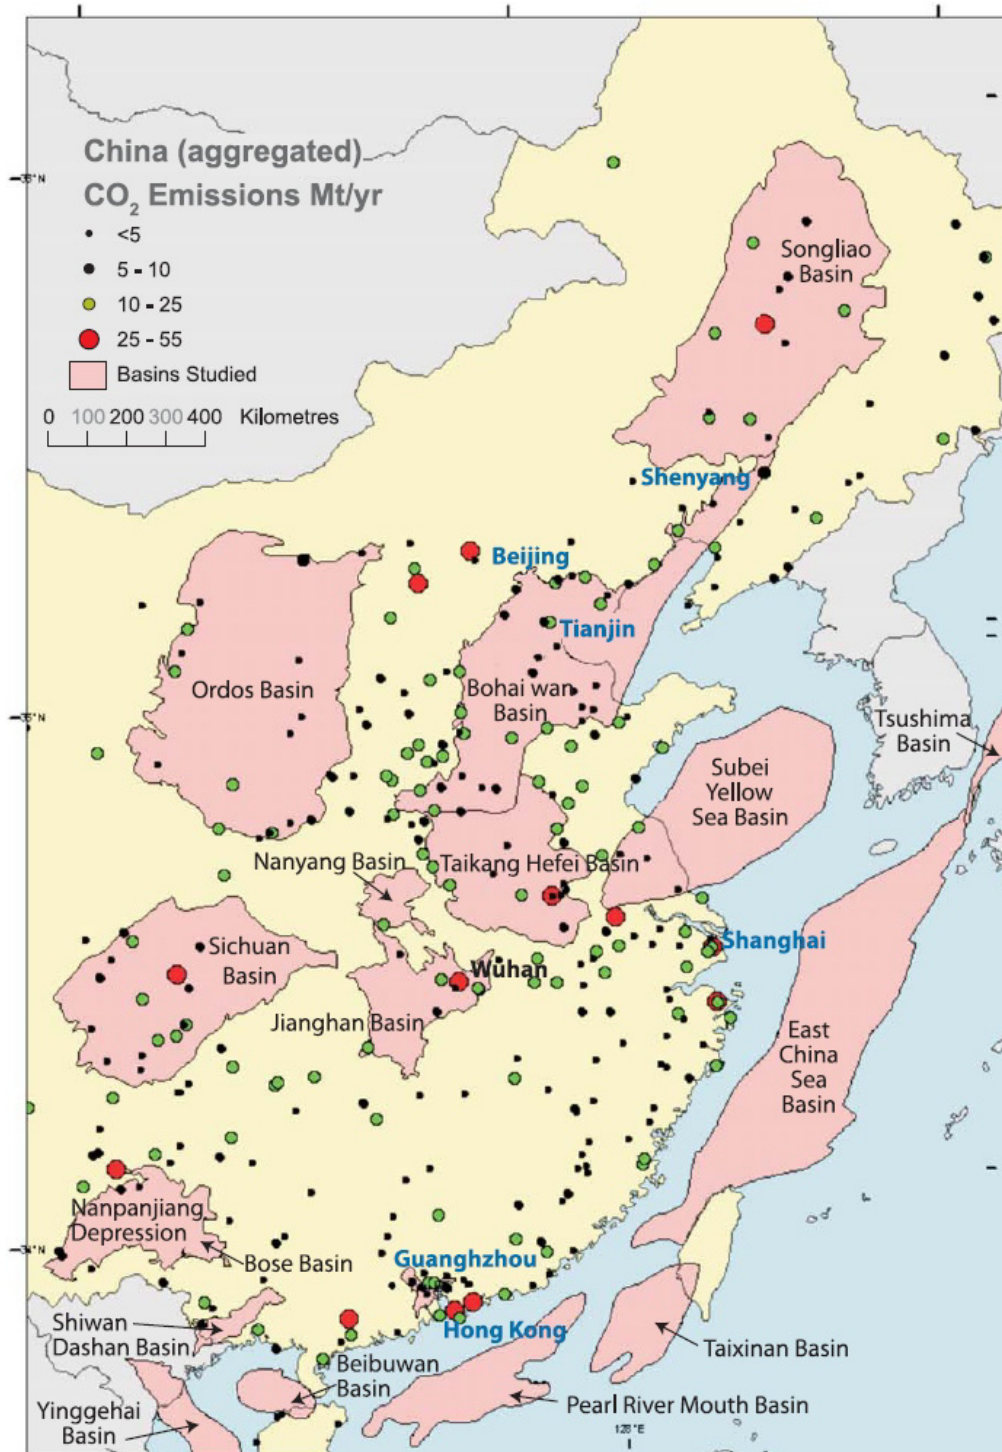 China (aggregated)
CO₂ Emissions Mt/yr
<5
5 - 10
10 - 25
25 - 55
Basins Studied
0 100 200 300 400 Kilometres
Songliao
Basin
Shenyang
Beijing
Tianjin
Ordos Basin
Bohai wan
Basin
Tsushima
Basin
Subei
Yellow
Sea Basin
Nanyang Basin
Taikang Hefei Basin
Sichuan
Basin
Wuhan
Shanghai
Jianghan Basin
East
China
Sea
Basin
Nanpanjiang
Depression
Bose Basin
Guanghzhou
Shiwan
Dashan Basin
Hong Kong
Taixinan Basin
Beibuwan
Basin
Yinggehai
Basin
Pearl River Mouth Basin
128°E